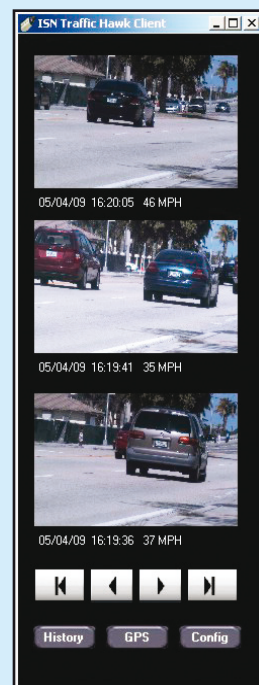 ISN Traffic Hawk Client
05/04/09 16:20:05 46 MPH
05/04/09 16:19:41 35 MPH
05/04/09 16:19:36 37 MPH
History GPS Config